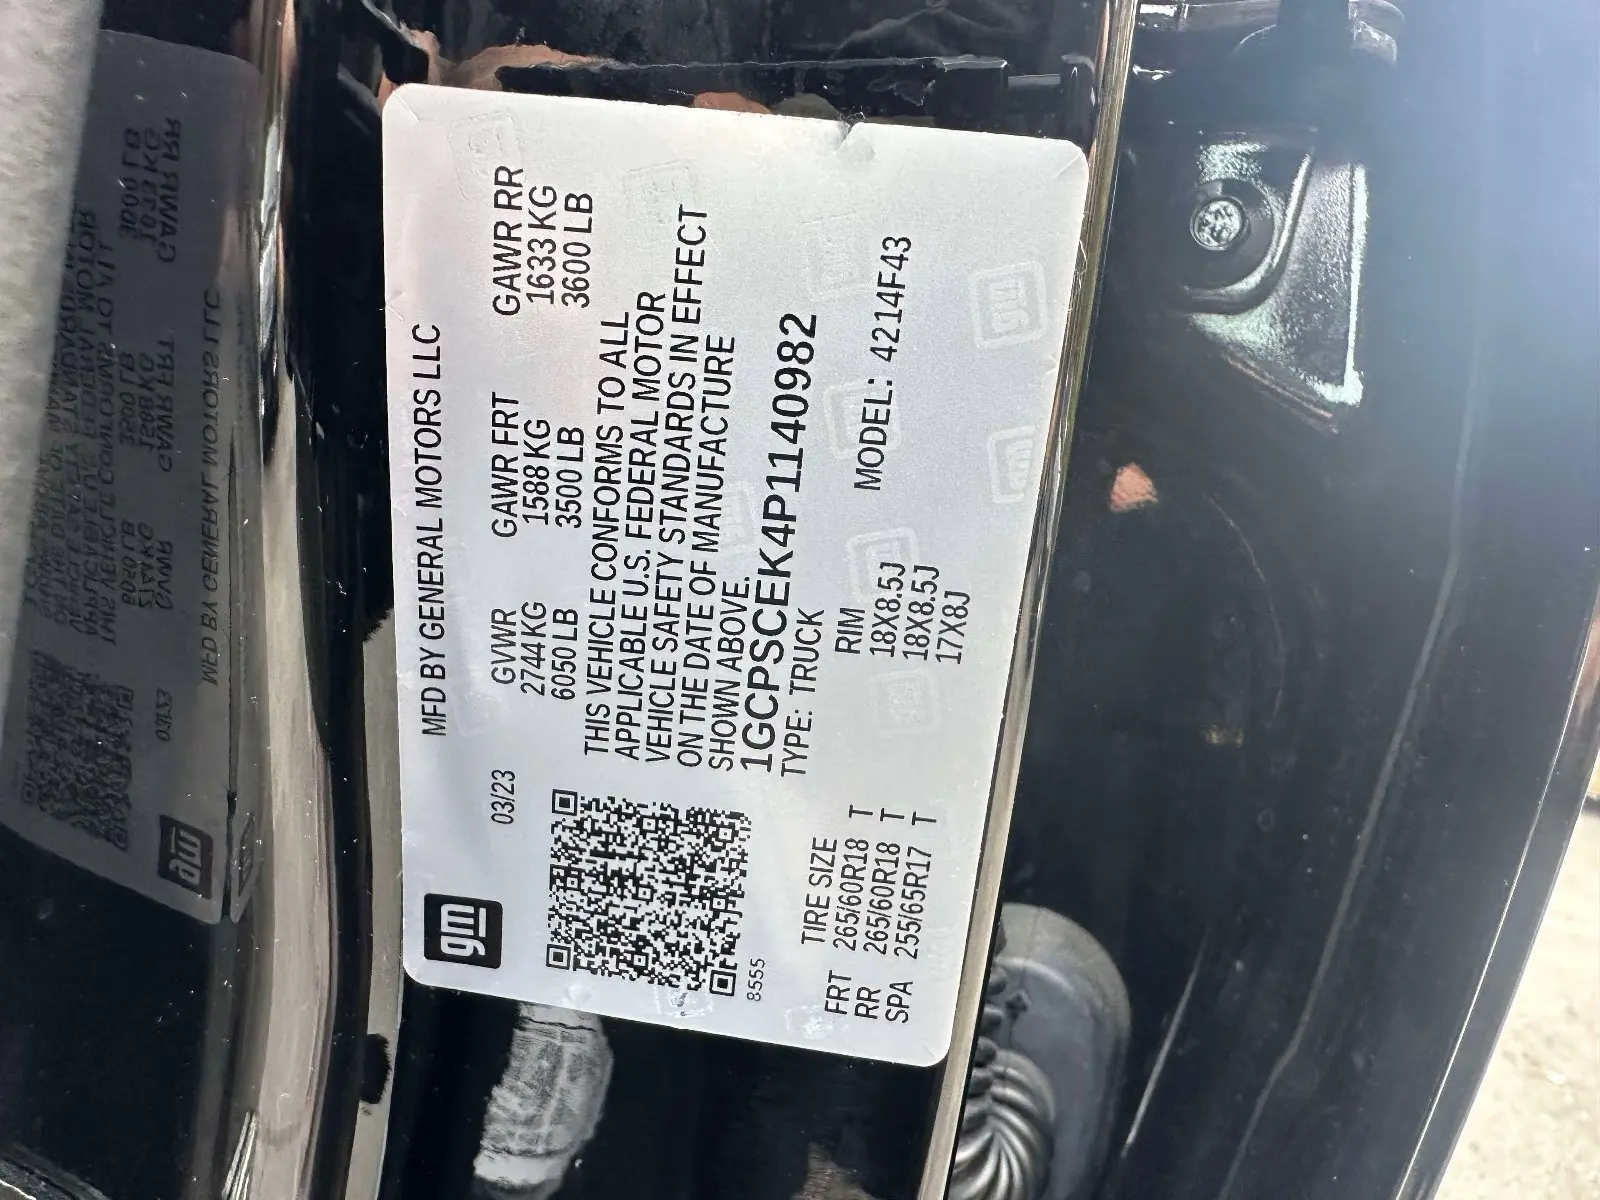 gm
MFD BY GENERAL MOTORS LLC
03/23
GVWR GAWR FRT GAWR RR
2744 KG 1588 KG 1633 KG
6050 LB 3500 LB 3600 LB
THIS VEHICLE CONFORMS TO ALL
APPLICABLE U.S. FEDERAL MOTOR
VEHICLE SAFETY STANDARDS IN EFFECT
ON THE DATE OF MANUFACTURE
SHOWN ABOVE.
1GCPSCEK4P1140982
TYPE: TRUCK MODEL: 4214F43
8555
TIRE SIZE RIM
FRT 265/60R18 T 18X8.5J
RR 265/60R18 T 18X8.5J
SPA 255/65R17 T 17X8J